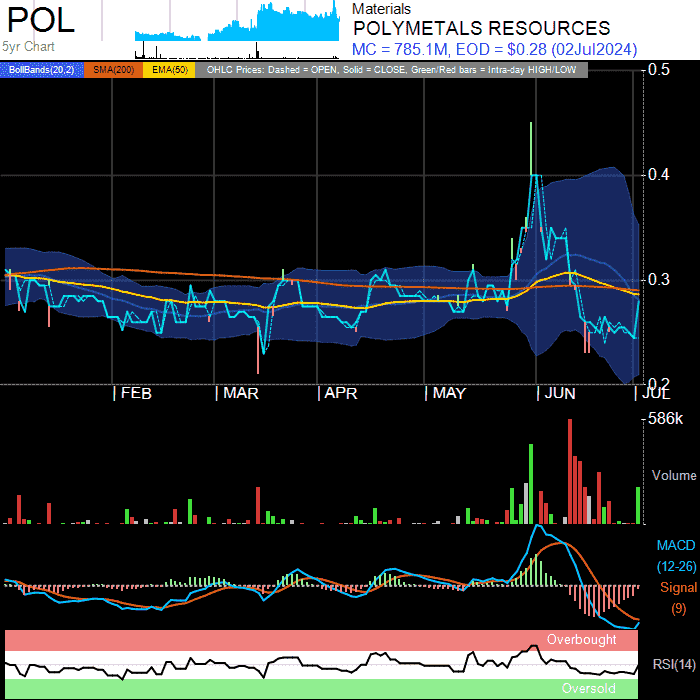 POL
5yr Chart
Materials
POLYMETALS RESOURCES
MC = 785.1M, EOD = $0.28 (02Jul2024)
BollBands(20,2) SMA(200) EMA(50) OHLC Prices: Dashed = OPEN, Solid = CLOSE, Green/Red bars = Intra-day HIGH/LOW
0.5
0.4
0.3
0.2
FEB MAR APR MAY JUN JUL
586k
Volume
MACD
(12-26)
Signal
(9)
Overbought
RSI(14)
Oversold